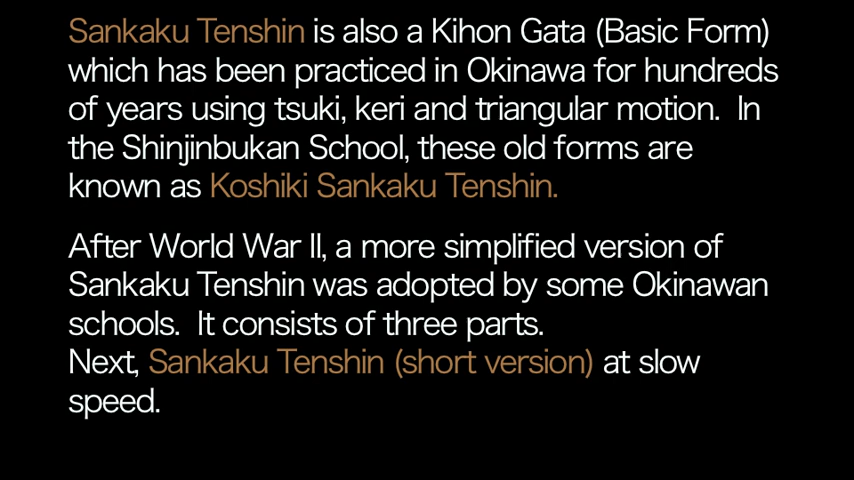 Sankaku Tenshin is also a Kihon Gata (Basic Form)
which has been practiced in Okinawa for hundreds
of years using tsuki, keri and triangular motion.  In
the Shinjinbukan School, these old forms are
known as Koshiki Sankaku Tenshin.
After World War II, a more simplified version of
Sankaku Tenshin was adopted by some Okinawan
schools.  It consists of three parts.
Next, Sankaku Tenshin (short version) at slow
speed.